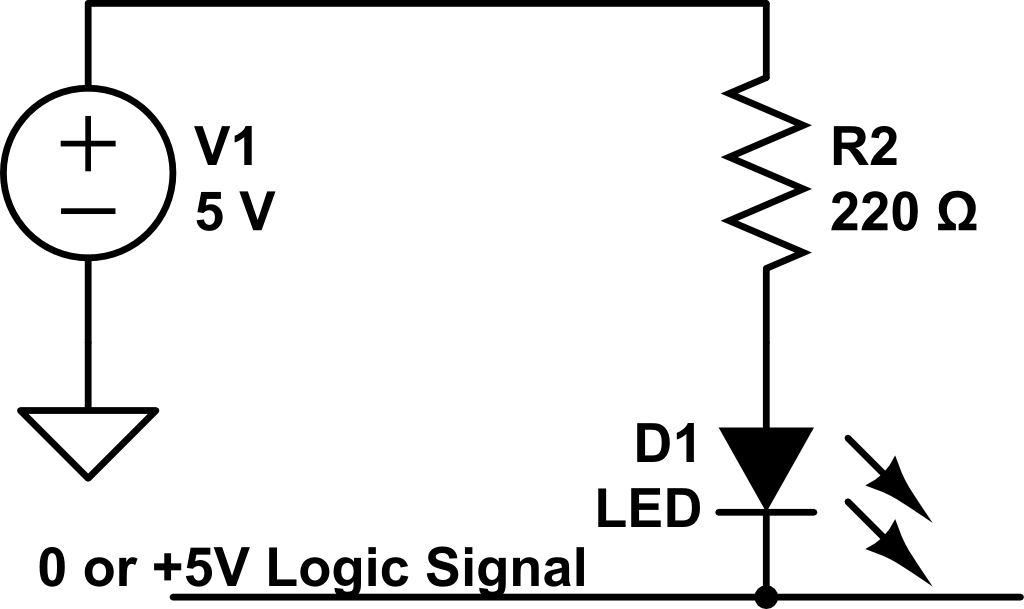 V1
5 V
R2
220 Ω
D1
LED
0 or +5V Logic Signal